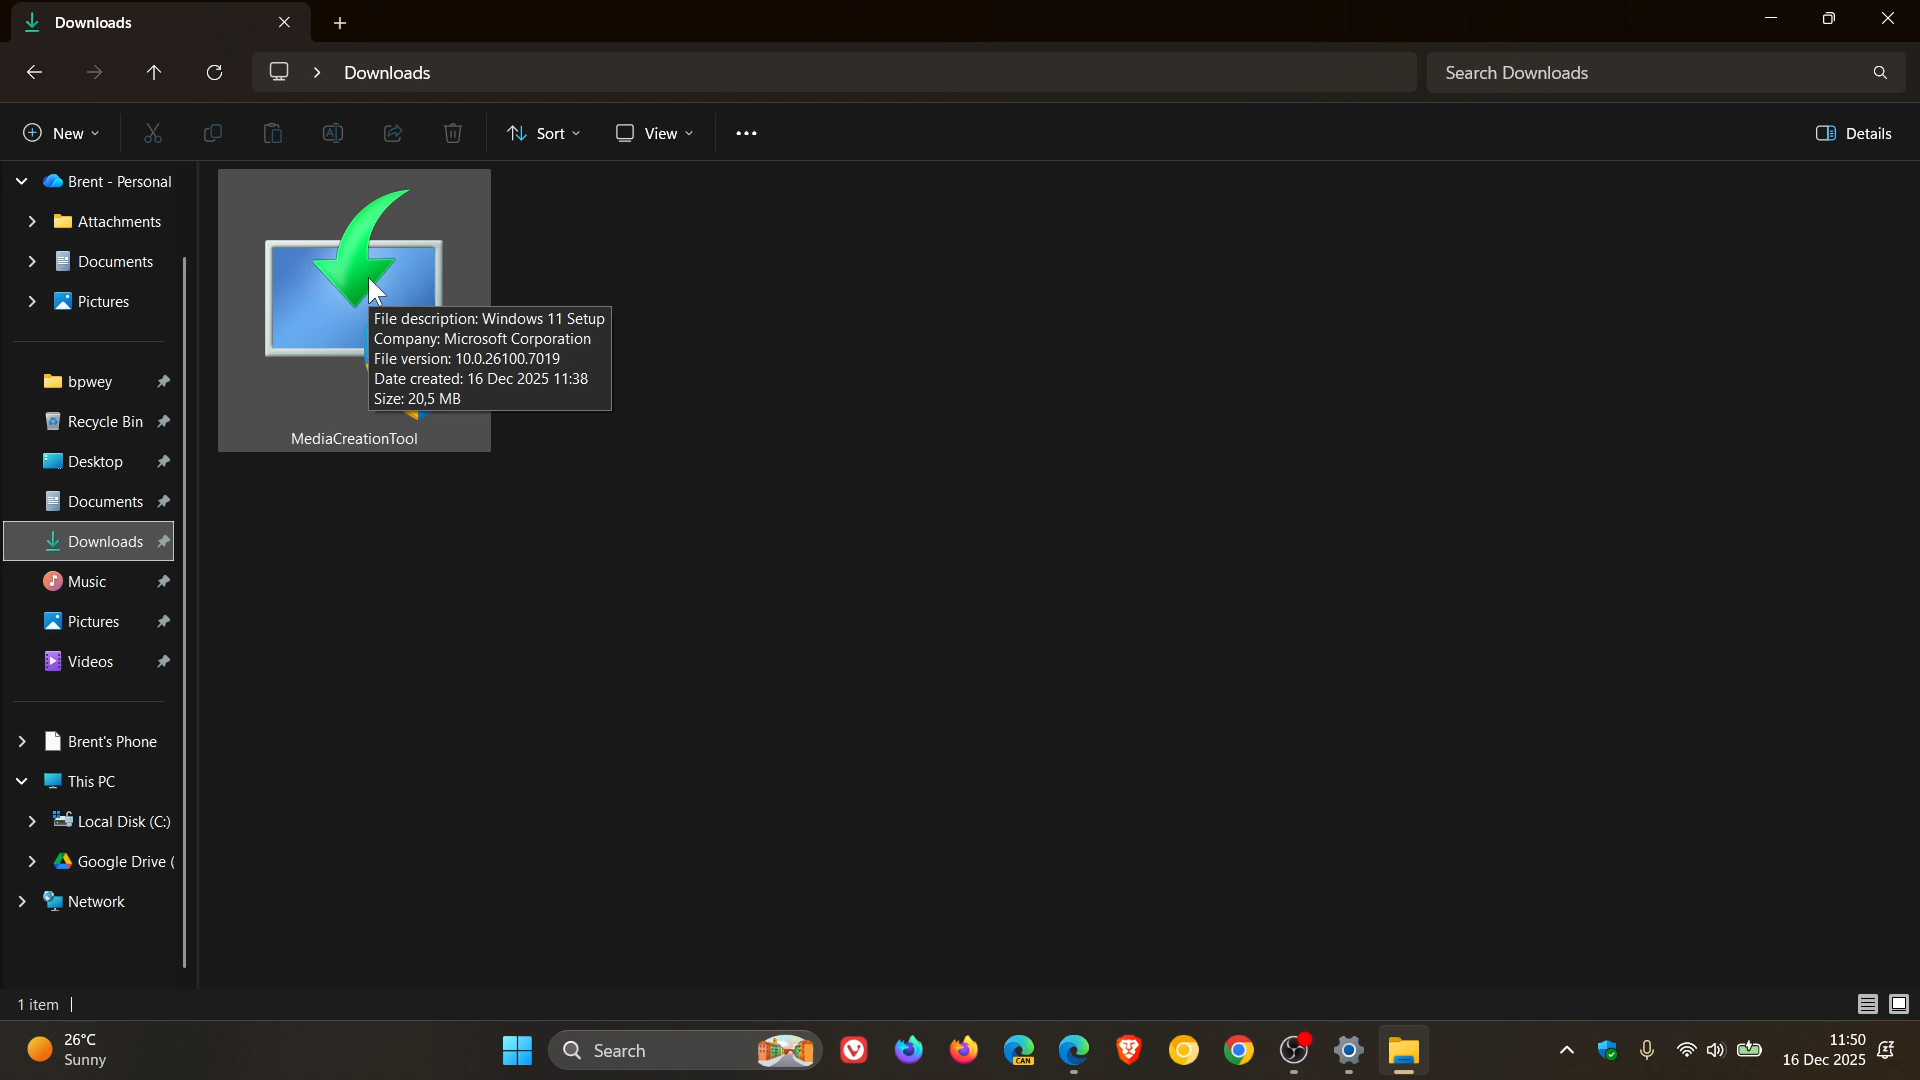 Downloads
Downloads
Search Downloads
New
Sort
View
Details
Brent - Personal
Attachments
Documents
Pictures
bpwey
Recycle Bin
Desktop
Documents
Downloads
Music
Pictures
Videos
Brent's Phone
This PC
Local Disk (C:)
Google Drive (
Network
File description: Windows 11 Setup
Company: Microsoft Corporation
File version: 10.0.26100.7019
Date created: 16 Dec 2025 11:38
Size: 20,5 MB
MediaCreationTool
1 item
26°C
Sunny
Search
CAN
11:50
16 Dec 2025